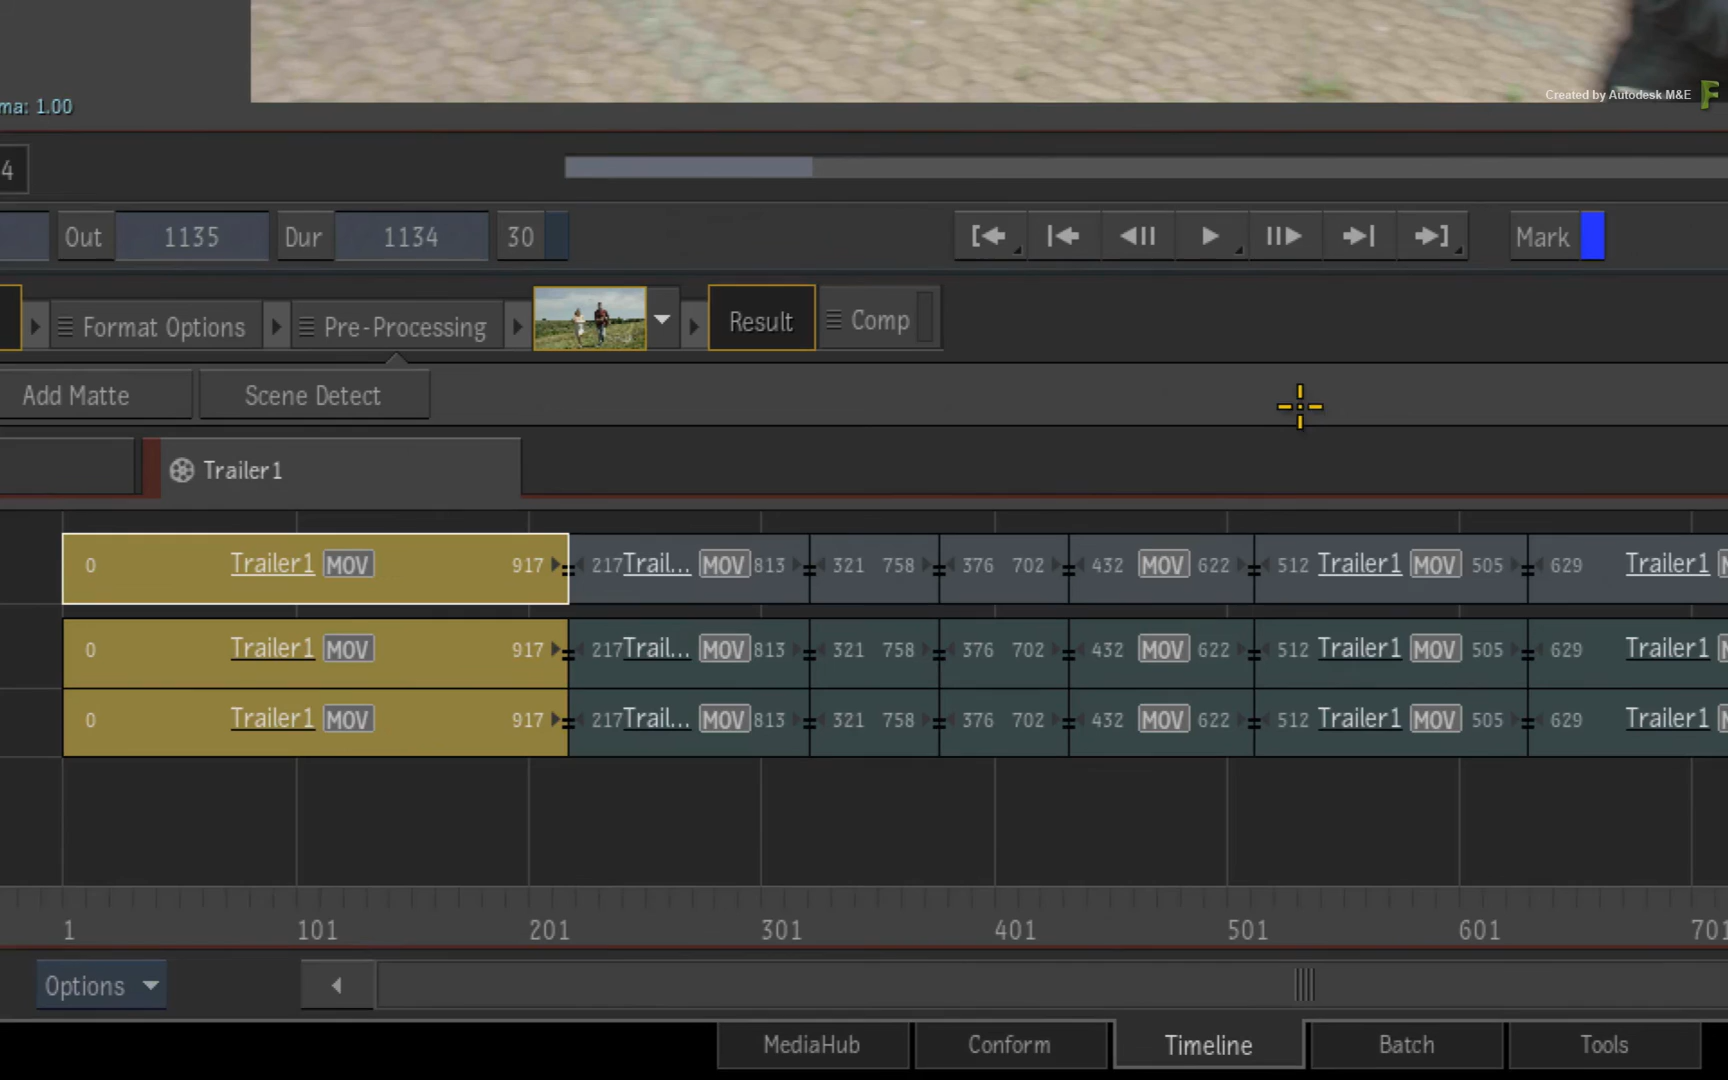 ma: 1.00
Created by Autodesk M&E
4
Out 1135 Dur 1134 30 Mark
Format Options Pre-Processing Result Comp
Add Matte Scene Detect
Trailer1
0 Trailer1 MOV 917 217 Trail... MOV 813 321 758 376 702 432 MOV 622 512 Trailer1 MOV 505 629 Trailer1
0 Trailer1 MOV 917 217 Trail... MOV 813 321 758 376 702 432 MOV 622 512 Trailer1 MOV 505 629 Trailer1
0 Trailer1 MOV 917 217 Trail... MOV 813 321 758 376 702 432 MOV 622 512 Trailer1 MOV 505 629 Trailer1
1 101 201 301 401 501 601 701
Options
MediaHub Conform Timeline Batch Tools